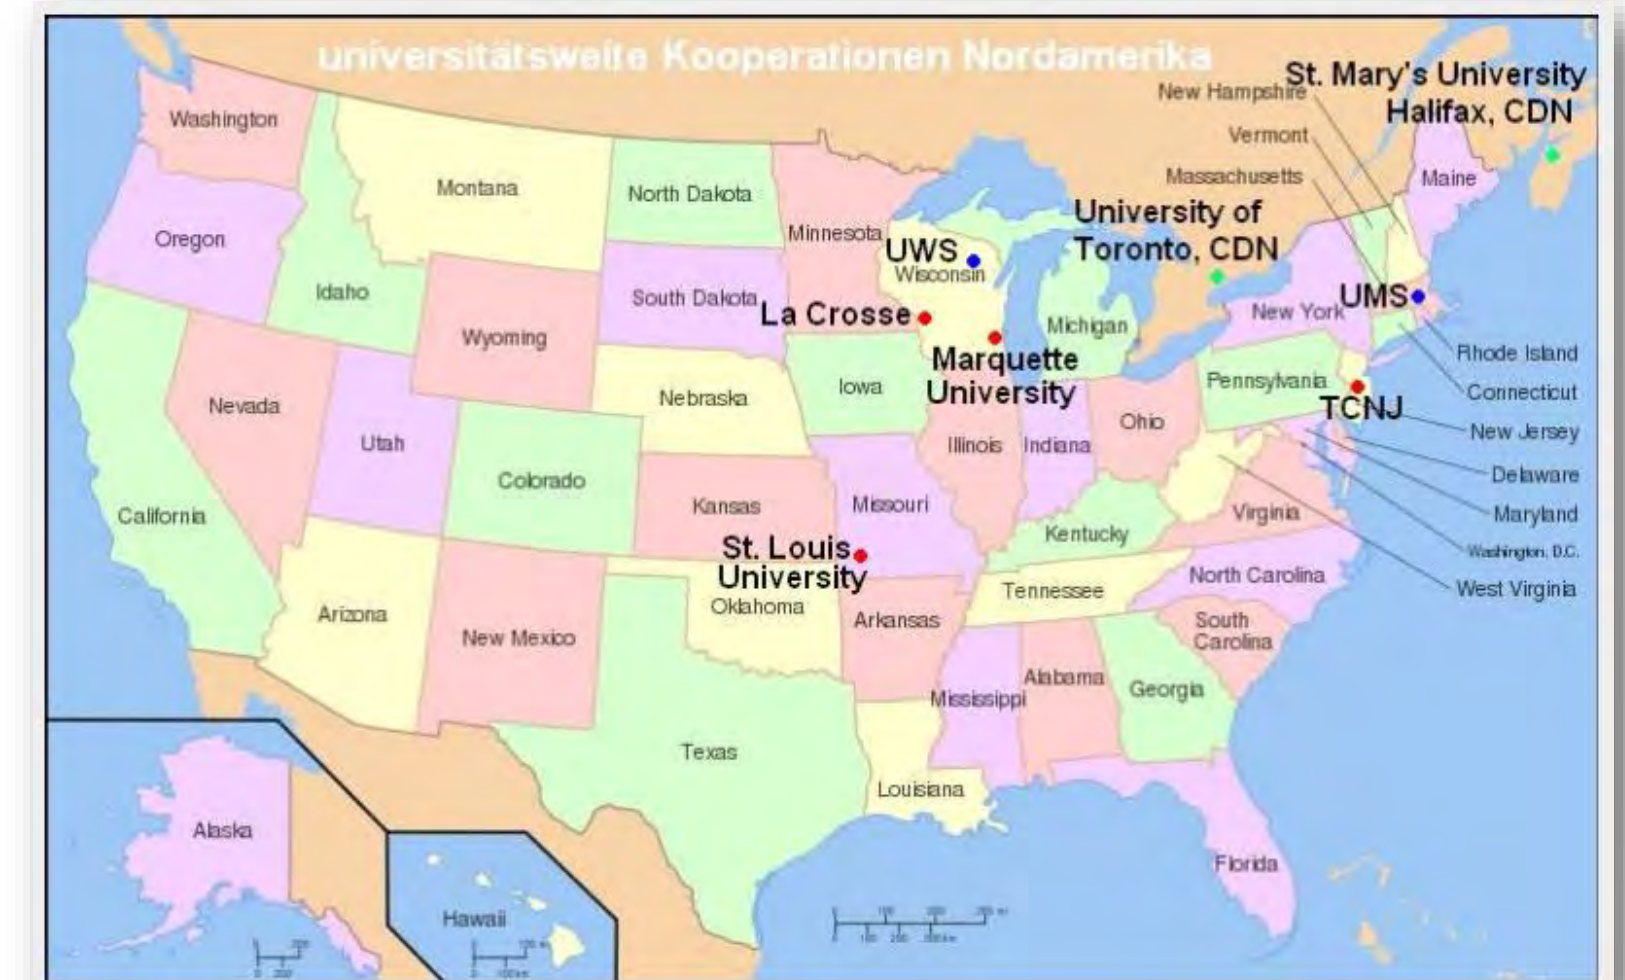 universitätsweite Kooperationen Nordamerika
St. Mary's University
Halifax, CDN
New Hampshire
Vermont
Massachusetts
Washington
Montana
North Dakota
Minnesota
Maine
Oregon
Idaho
South Dakota
UWS
Wisconsin
University of
Toronto, CDN
La Crosse
Michigan
New York
UMS
Wyoming
Marquette
University
Rhode Island
Nevada
Nebraska
Iowa
Pennsylvania
Connecticut
TCNJ
Utah
Colorado
Illinois
Indiana
Ohio
New Jersey
Delaware
California
Kansas
Missouri
Kentucky
Virginia
Maryland
St. Louis
University
Washington, D.C.
Arizona
New Mexico
Oklahoma
Arkansas
Tennessee
North Carolina
West Virginia
South
Carolina
Texas
Mississippi
Alabama
Georgia
Louisiana
Alaska
Hawaii
Florida